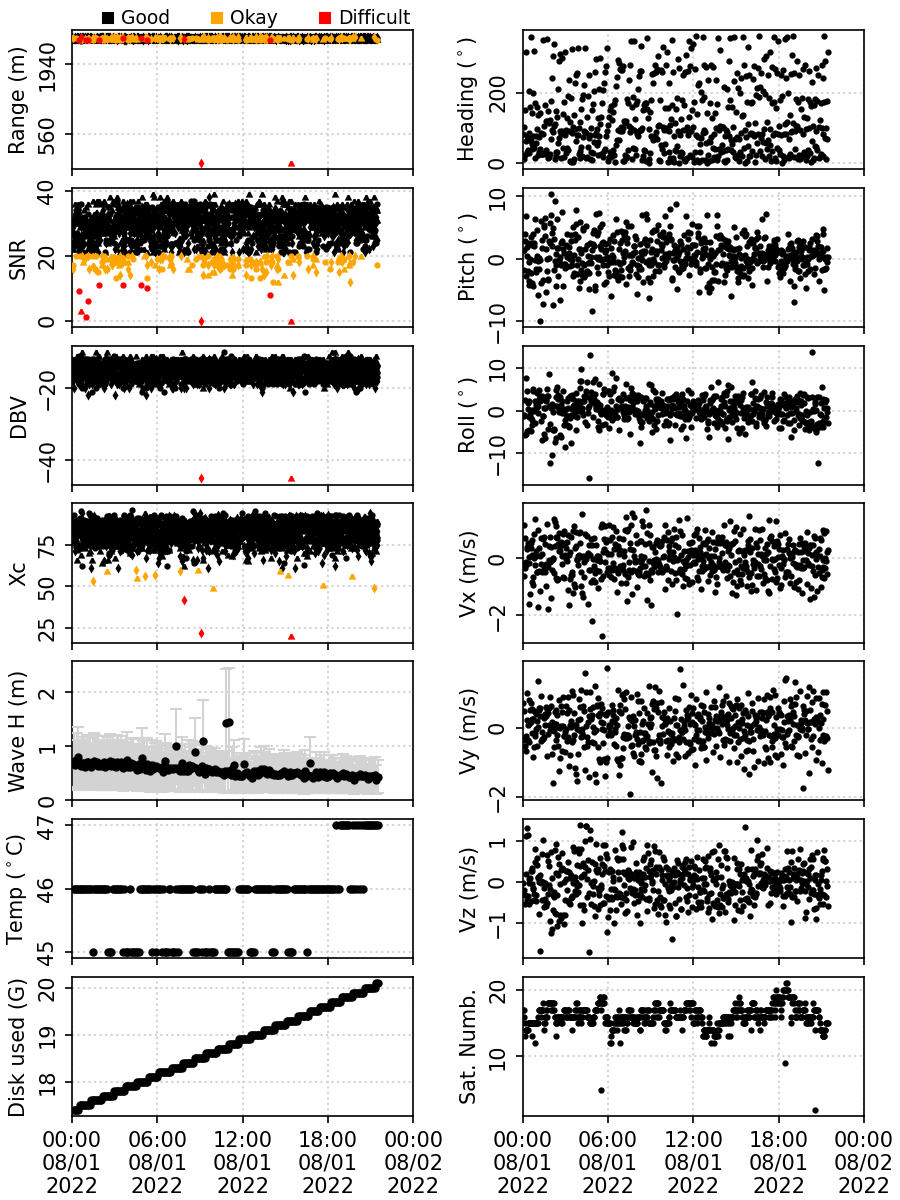 Good Okay Difficult
Range (m)
1940
560
Heading (°)
200
0
SNR
40
20
0
Pitch (°)
10
0
−10
DBV
−20
−40
Roll (°)
10
0
−10
Xc
75
50
25
Vx (m/s)
0
−2
Wave H (m)
2
1
0
Vy (m/s)
0
−2
Temp (°C)
47
46
45
Vz (m/s)
1
0
−1
Disk used (G)
20
19
18
Sat. Numb.
20
10
00:00 06:00 12:00 18:00 00:00
08/01 08/01 08/01 08/01 08/02
2022 2022 2022 2022 2022
00:00 06:00 12:00 18:00 00:00
08/01 08/01 08/01 08/01 08/02
2022 2022 2022 2022 2022